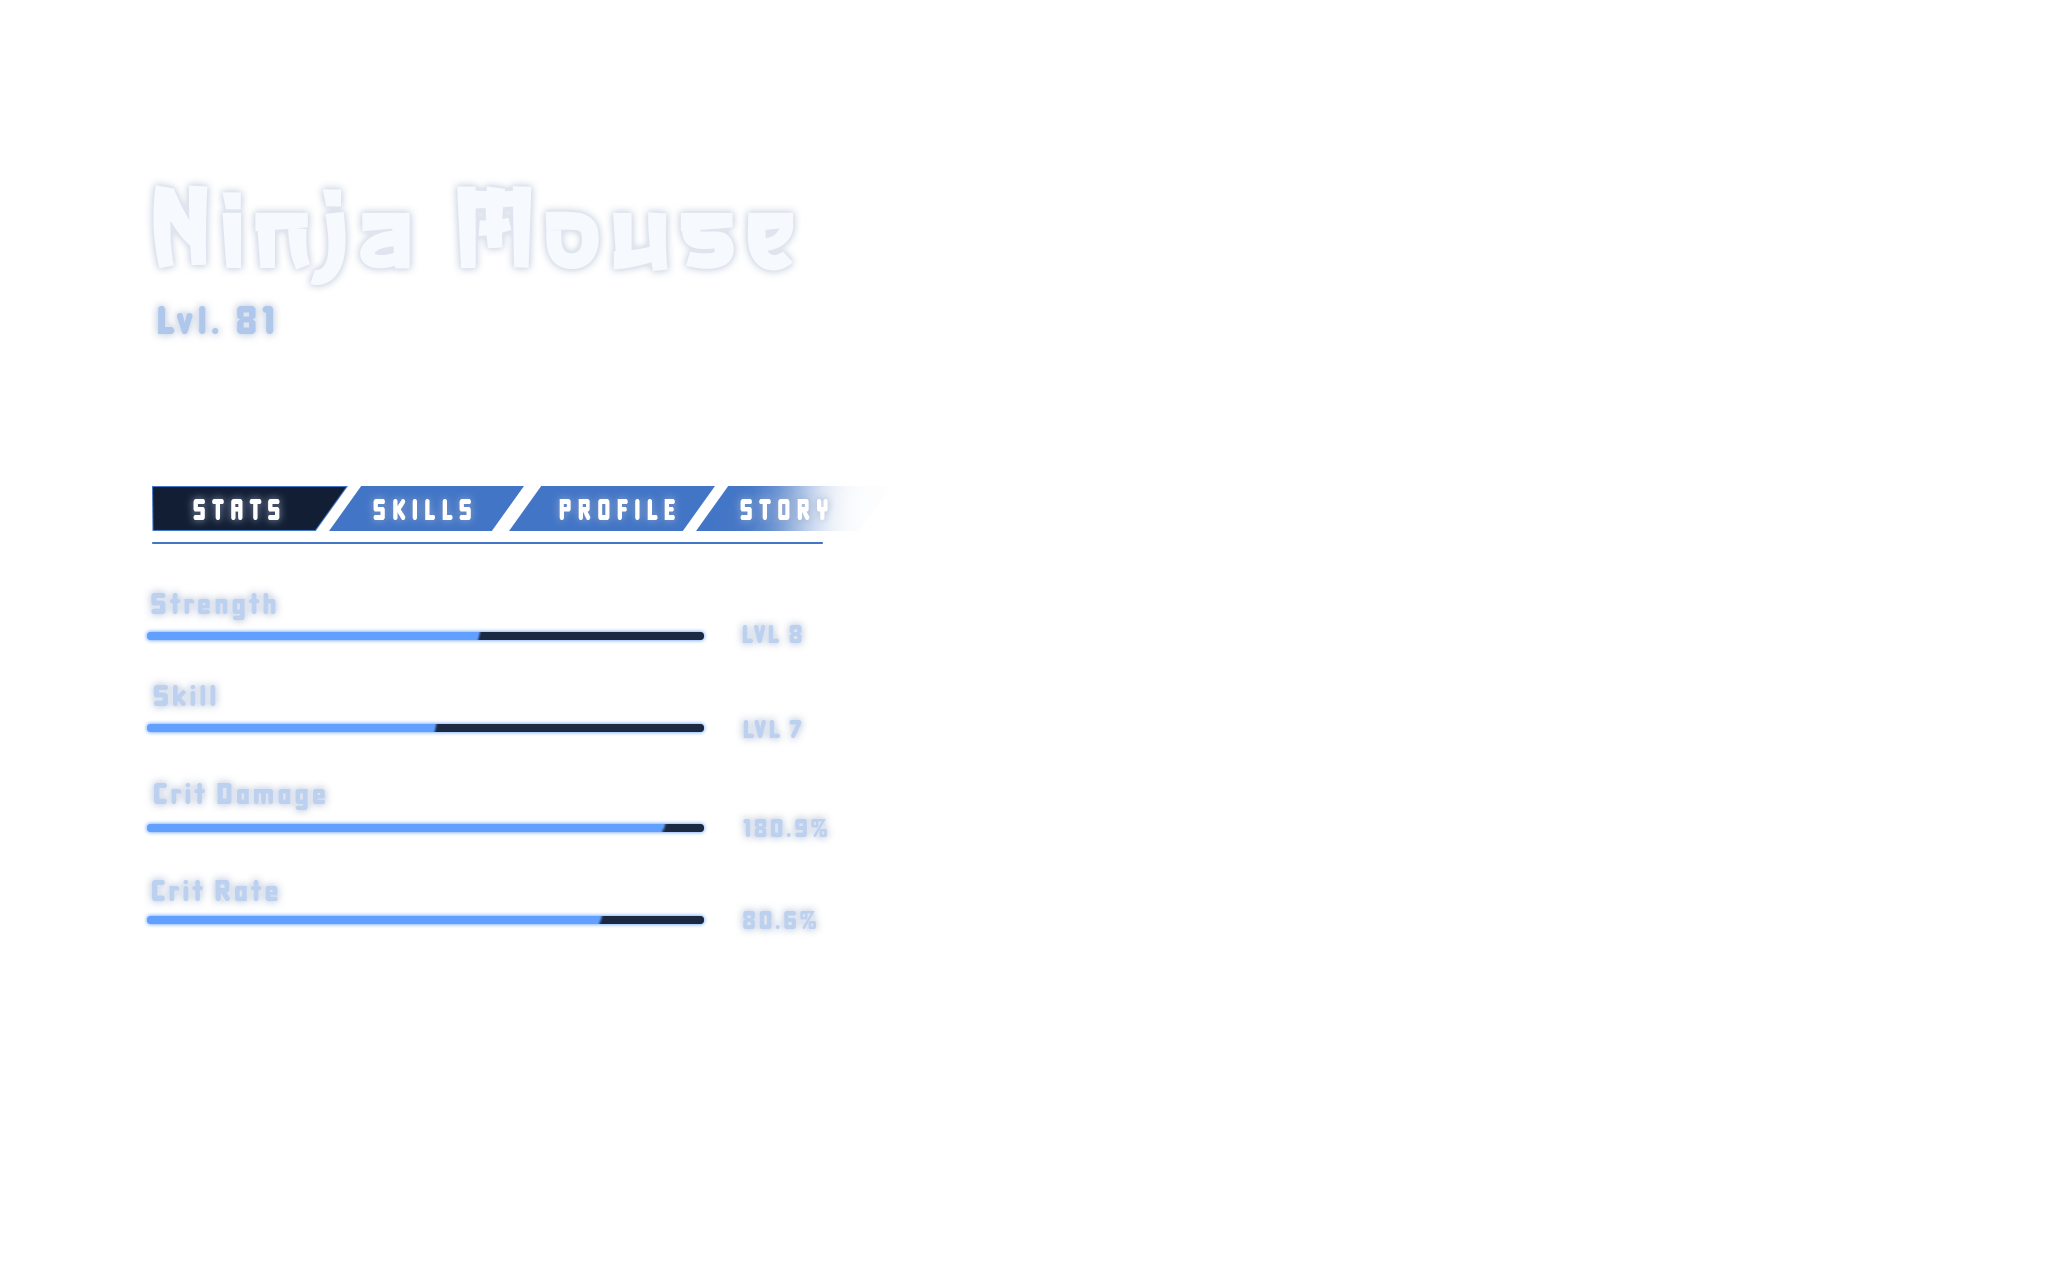 Ninja Mouse
Lvl. 81
STATS SKILLS PROFILE STORY
Strength
LVL 8
Skill
LVL 7
Crit Damage
180.9%
Crit Rate
80.6%